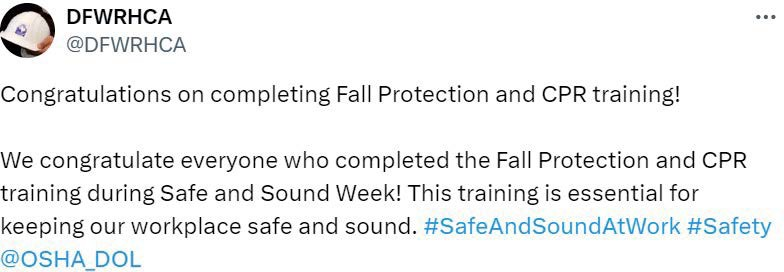 DFWRHCA
@DFWRHCA
Congratulations on completing Fall Protection and CPR training!
We congratulate everyone who completed the Fall Protection and CPR
training during Safe and Sound Week! This training is essential for
keeping our workplace safe and sound. #SafeAndSoundAtWork #Safety
@OSHA_DOL